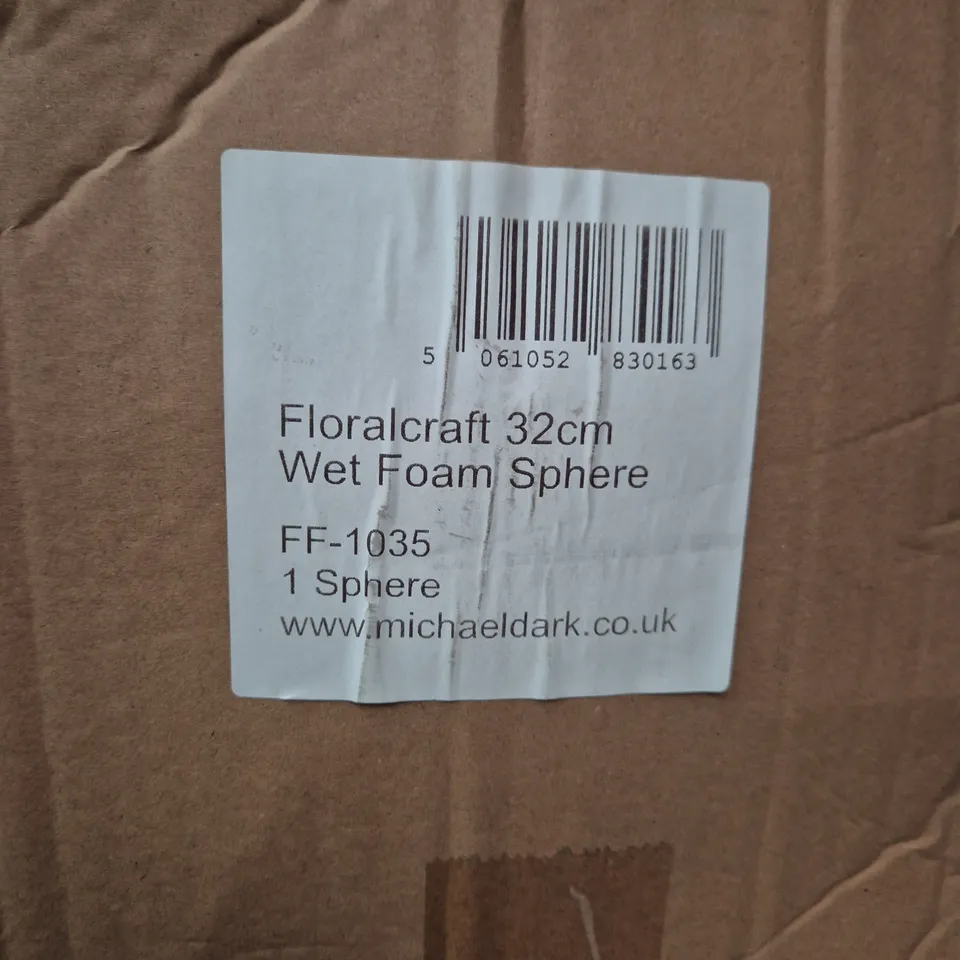 5 061052 830163
Floralcraft 32cm
Wet Foam Sphere
FF-1035
1 Sphere
www.michaeldark.co.uk